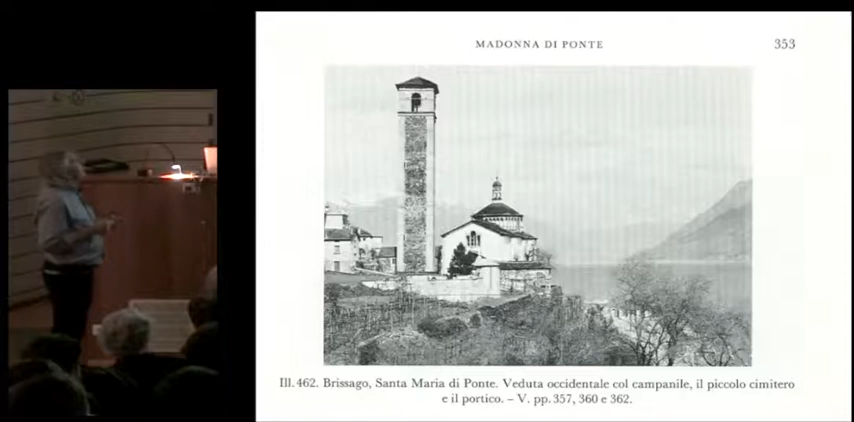 MADONNA DI PONTE
353
Ill. 462. Brissago, Santa Maria di Ponte. Veduta occidentale col campanile, il piccolo cimitero
e il portico. – V. pp. 357, 360 e 362.